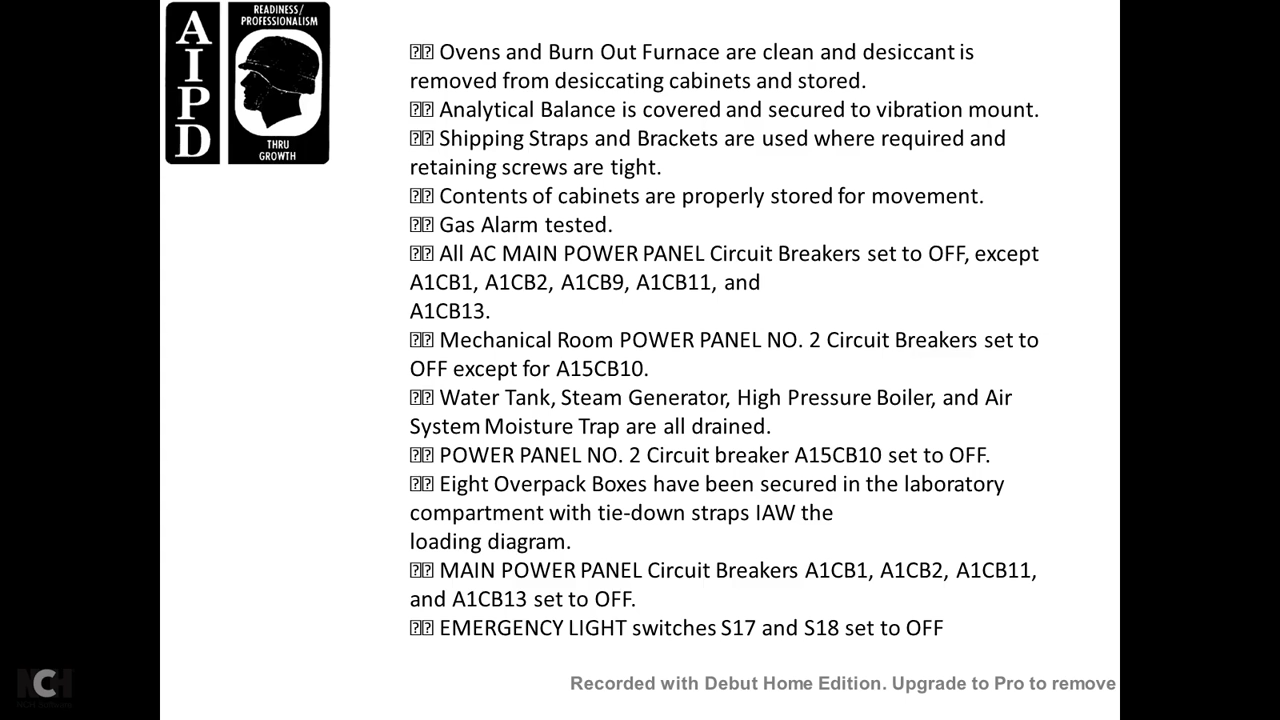 AIPD
READINESS/
PROFESSIONALISM
THRU
GROWTH
⍰⍰ Ovens and Burn Out Furnace are clean and desiccant is
removed from desiccating cabinets and stored.
⍰⍰ Analytical Balance is covered and secured to vibration mount.
⍰⍰ Shipping Straps and Brackets are used where required and
retaining screws are tight.
⍰⍰ Contents of cabinets are properly stored for movement.
⍰⍰ Gas Alarm tested.
⍰⍰ All AC MAIN POWER PANEL Circuit Breakers set to OFF, except
A1CB1, A1CB2, A1CB9, A1CB11, and
A1CB13.
⍰⍰ Mechanical Room POWER PANEL NO. 2 Circuit Breakers set to
OFF except for A15CB10.
⍰⍰ Water Tank, Steam Generator, High Pressure Boiler, and Air
System Moisture Trap are all drained.
⍰⍰ POWER PANEL NO. 2 Circuit breaker A15CB10 set to OFF.
⍰⍰ Eight Overpack Boxes have been secured in the laboratory
compartment with tie-down straps IAW the
loading diagram.
⍰⍰ MAIN POWER PANEL Circuit Breakers A1CB1, A1CB2, A1CB11,
and A1CB13 set to OFF.
⍰⍰ EMERGENCY LIGHT switches S17 and S18 set to OFF
NCH
Recorded with Debut Home Edition. Upgrade to Pro to remove